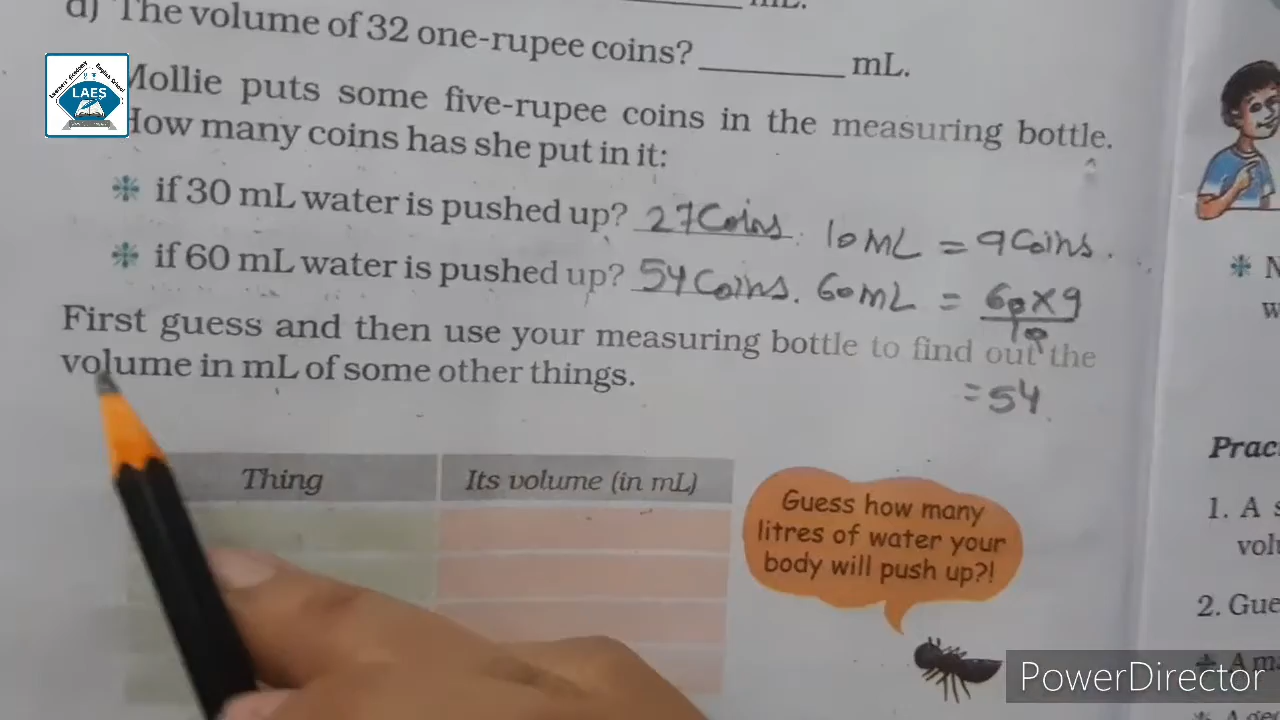 mL.
d) The volume of 32 one-rupee coins? ________ mL.
LAES
Mollie puts some five-rupee coins in the measuring bottle.
How many coins has she put in it:
if 30 mL water is pushed up? 27 Coins. 10 mL = 9 Coins.
if 60 mL water is pushed up? 54 Coins. 60 mL = 60 x 9
10
= 54
First guess and then use your measuring bottle to find out the
volume in mL of some other things.
Thing Its volume (in mL)
Guess how many
litres of water your
body will push up?!
Prac
1. A s
volu
2. Gue
PowerDirector